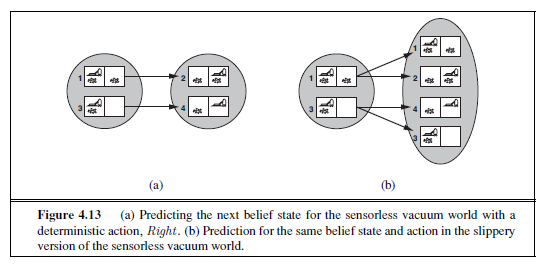 1
3
2
4
1
3
1
2
4
3
(a)
(b)
Figure 4.13 (a) Predicting the next belief state for the sensorless vacuum world with a
deterministic action, Right. (b) Prediction for the same belief state and action in the slippery
version of the sensorless vacuum world.